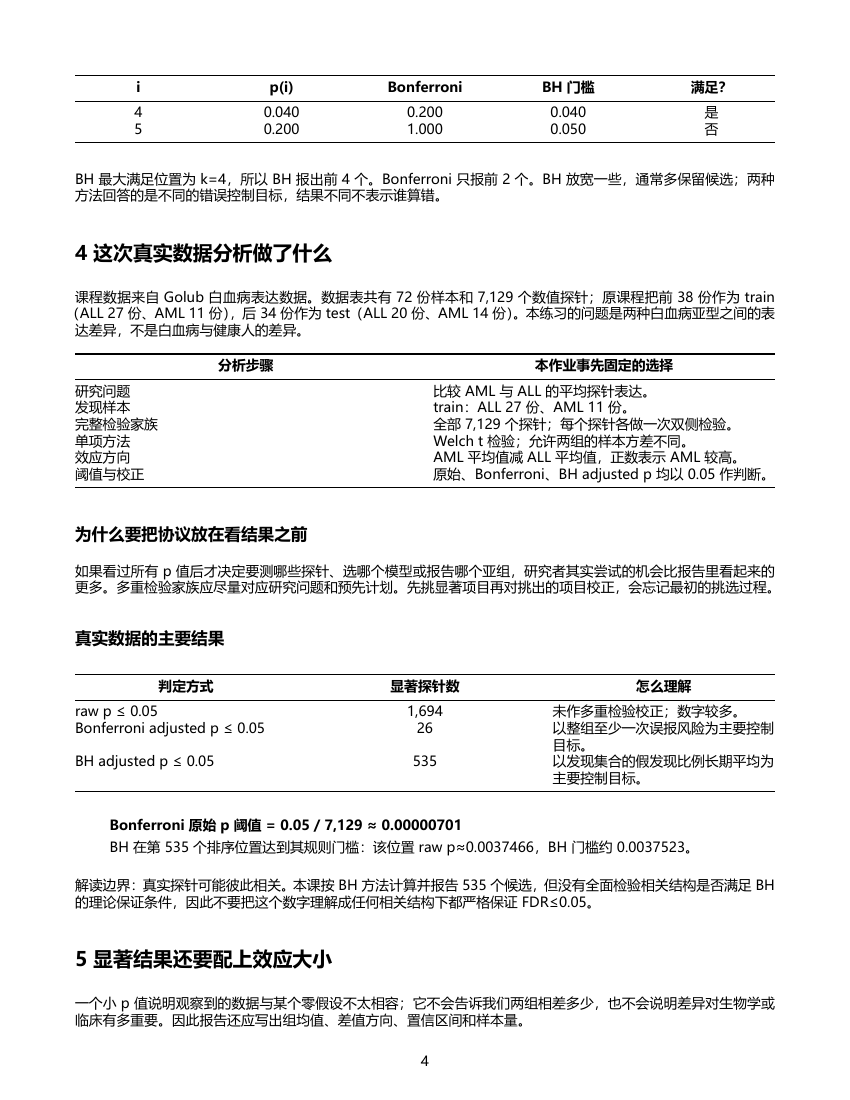 i p(i) Bonferroni BH 门槛 满足？
4 0.040 0.200 0.040 是
5 0.200 1.000 0.050 否
BH 最大满足位置为 k=4，所以 BH 报出前 4 个。Bonferroni 只报前 2 个。BH 放宽一些，通常多保留候选；两种
方法回答的是不同的错误控制目标，结果不同不表示谁算错。
4 这次真实数据分析做了什么
课程数据来自 Golub 白血病表达数据。数据表共有 72 份样本和 7,129 个数值探针；原课程把前 38 份作为 train
（ALL 27 份、AML 11 份），后 34 份作为 test（ALL 20 份、AML 14 份）。本练习的问题是两种白血病亚型之间的表
达差异，不是白血病与健康人的差异。
分析步骤 本作业事先固定的选择
研究问题 比较 AML 与 ALL 的平均探针表达。
发现样本 train：ALL 27 份、AML 11 份。
完整检验家族 全部 7,129 个探针；每个探针各做一次双侧检验。
单项方法 Welch t 检验；允许两组的样本方差不同。
效应方向 AML 平均值减 ALL 平均值，正数表示 AML 较高。
阈值与校正 原始、Bonferroni、BH adjusted p 均以 0.05 作判断。
为什么要把协议放在看结果之前
如果看过所有 p 值后才决定要测哪些探针、选哪个模型或报告哪个亚组，研究者其实尝试的机会比报告里看起来的
更多。多重检验家族应尽量对应研究问题和预先计划。先挑显著项目再对挑出的项目校正，会忘记最初的挑选过程。
真实数据的主要结果
判定方式 显著探针数 怎么理解
raw p ≤ 0.05 1,694 未作多重检验校正；数字较多。
Bonferroni adjusted p ≤ 0.05 26 以整组至少一次误报风险为主要控制
目标。
BH adjusted p ≤ 0.05 535 以发现集合的假发现比例长期平均为
主要控制目标。
Bonferroni 原始 p 阈值 = 0.05 / 7,129 ≈ 0.00000701
BH 在第 535 个排序位置达到其规则门槛：该位置 raw p≈0.0037466，BH 门槛约 0.0037523。
解读边界：真实探针可能彼此相关。本课按 BH 方法计算并报告 535 个候选，但没有全面检验相关结构是否满足 BH
的理论保证条件，因此不要把这个数字理解成任何相关结构下都严格保证 FDR≤0.05。
5 显著结果还要配上效应大小
一个小 p 值说明观察到的数据与某个零假设不太相容；它不会告诉我们两组相差多少，也不会说明差异对生物学或
临床有多重要。因此报告还应写出组均值、差值方向、置信区间和样本量。
4